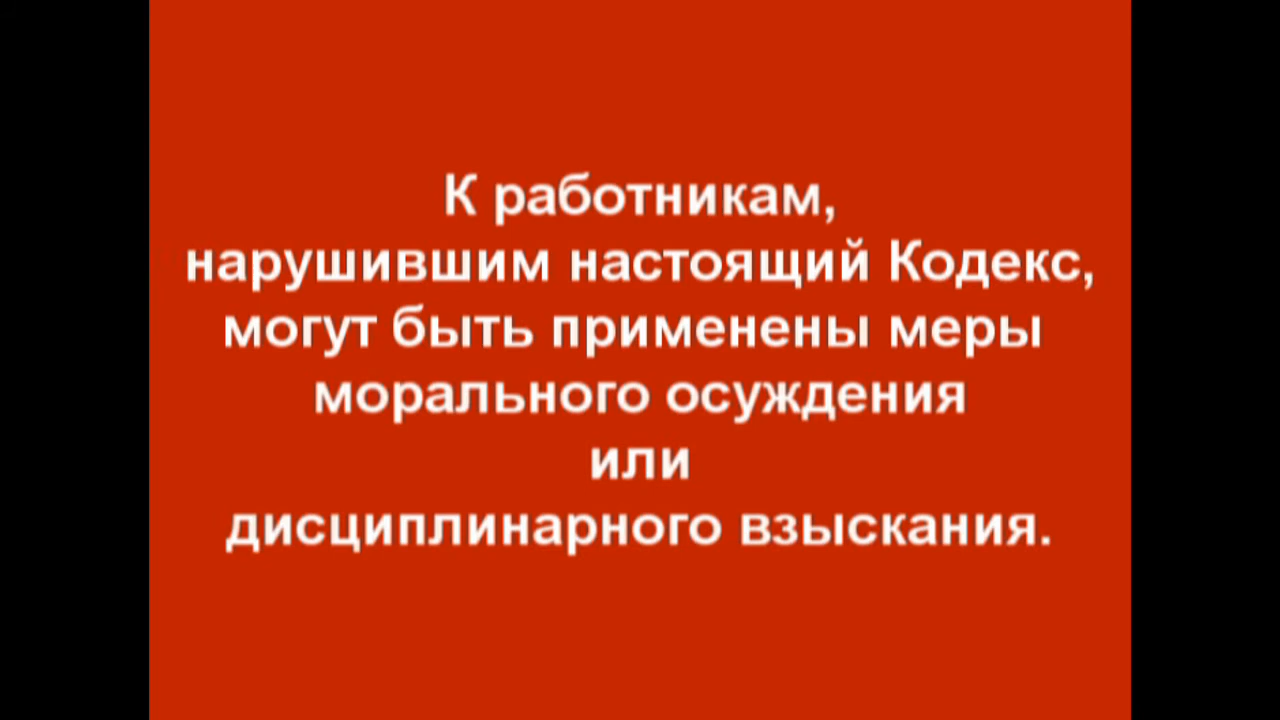 К работникам,
нарушившим настоящий Кодекс,
могут быть применены меры
морального осуждения
или
дисциплинарного взыскания.